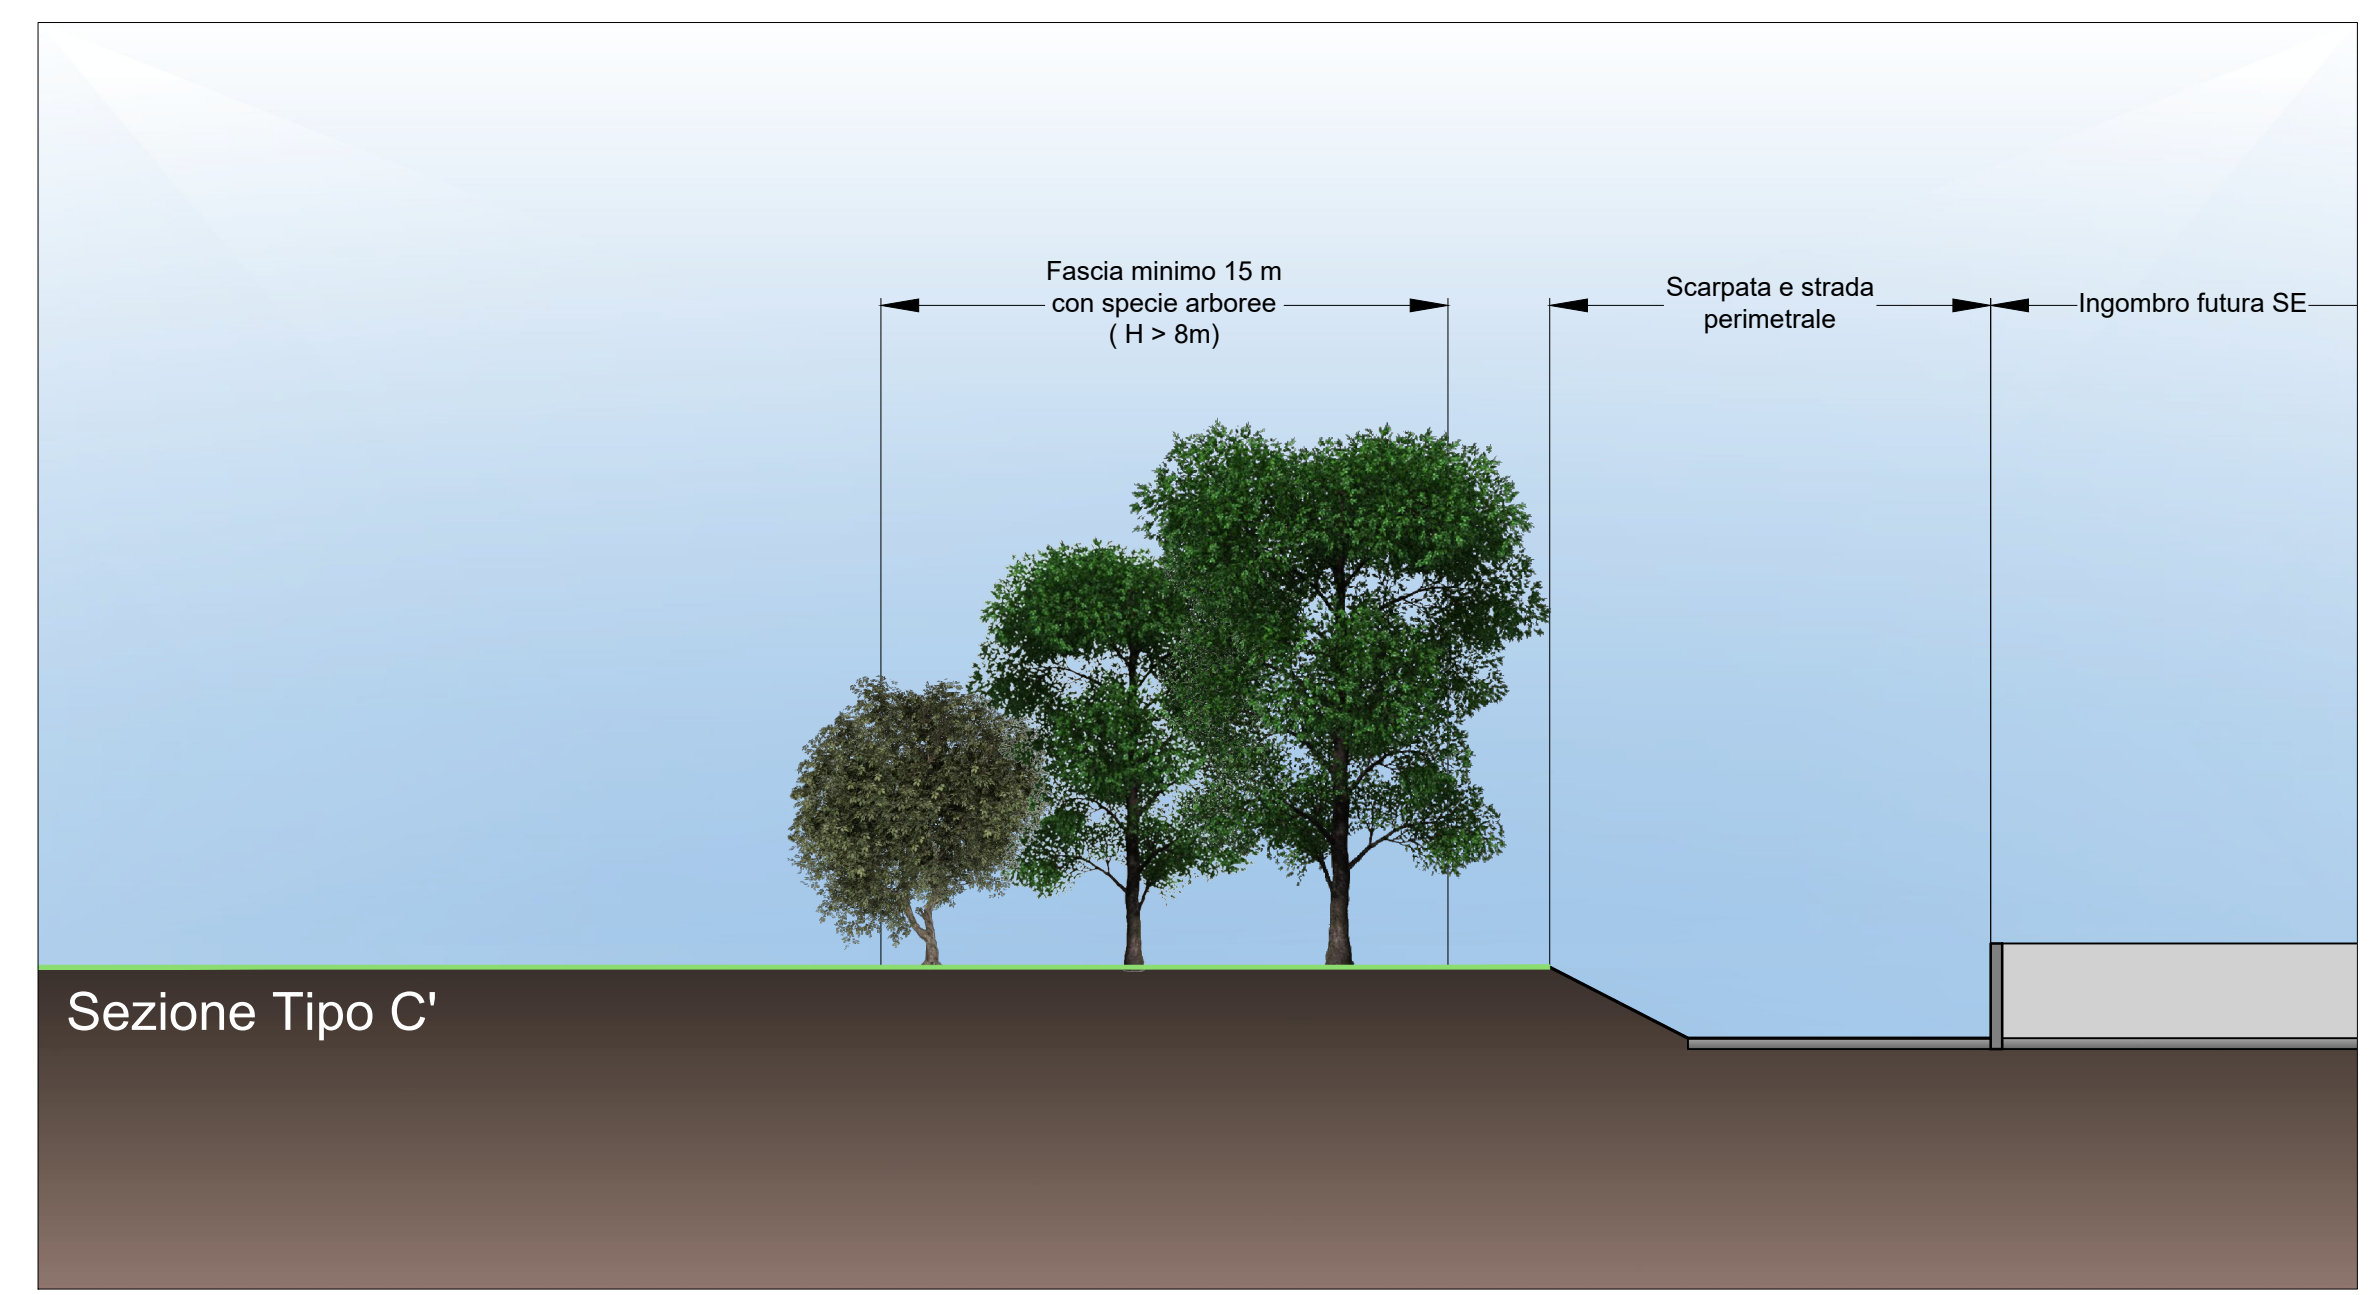 Fascia minimo 15 m
con specie arboree
( H > 8m)
Scarpata e strada
perimetrale
Ingombro futura SE
Sezione Tipo C'